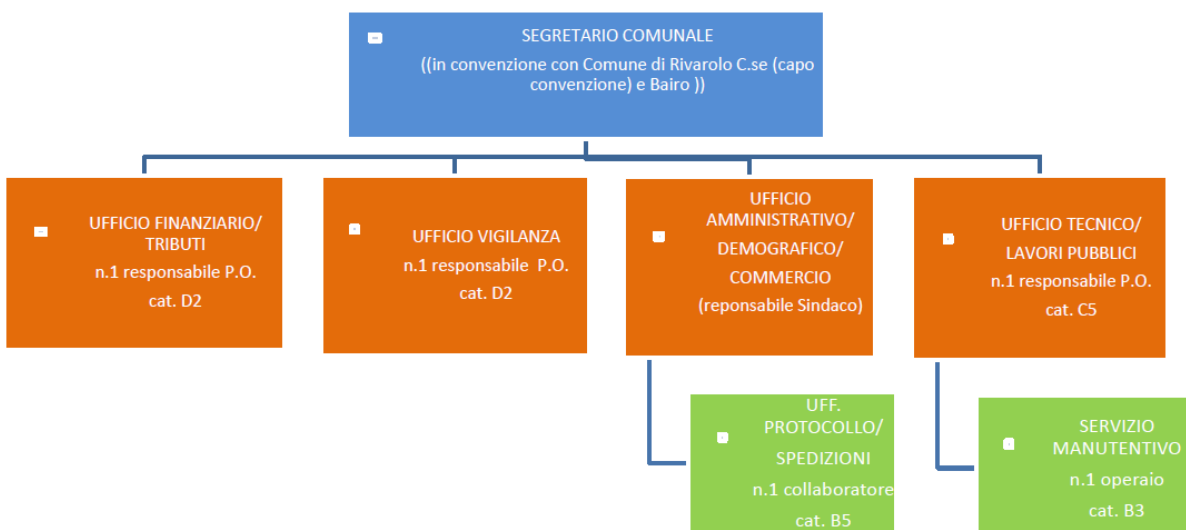 SEGRETARIO COMUNALE
((in convenzione con Comune di Rivarolo C.se (capo
convenzione) e Bairo ))
UFFICIO FINANZIARIO/
TRIBUTI
n.1 responsabile P.O.
cat. D2
UFFICIO VIGILANZA
n.1 responsabile P.O.
cat. D2
UFFICIO
AMMINISTRATIVO/
DEMOGRAFICO/
COMMERCIO
(reponsabile Sindaco)
UFFICIO TECNICO/
LAVORI PUBBLICI
n.1 responsabile P.O.
cat. C5
UFF.
PROTOCOLLO/
SPEDIZIONI
n.1 collaboratore
cat. B5
SERVIZIO
MANUTENTIVO
n.1 operaio
cat. B3